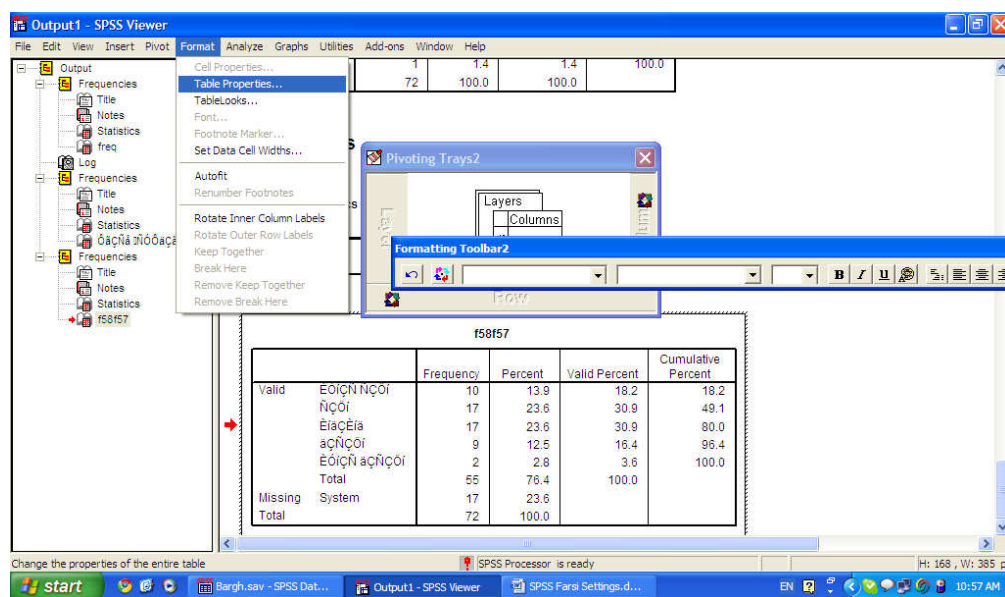 Output1 - SPSS Viewer
File Edit View Insert Pivot Format Analyze Graphs Utilities Add-ons Window Help
Output
Frequencies
Title
Notes
Statistics
freq
Log
Frequencies
Title
Notes
Statistics
Frequencies
Title
Notes
Statistics
f58f57
Cell Properties...
Table Properties...
TableLooks...
Font...
Footnote Marker...
Set Data Cell Widths...
Autofit
Renumber Footnotes
Rotate Inner Column Labels
Rotate Outer Row Labels
Keep Together
Break Here
Remove Keep Together
Remove Break Here
1 1.4 1.4 100.0
72 100.0 100.0
Pivoting Trays2
Layers
Columns
Formatting Toolbar2
B I U
Row
f58f57
Frequency Percent Valid Percent Cumulative Percent
Valid ÈÓíÇÑ ÑÇÖí 10 13.9 18.2 18.2
ÑÇÖí 17 23.6 30.9 49.1
ÈíäÇÈíä 17 23.6 30.9 80.0
äÇÑÇÖí 9 12.5 16.4 96.4
ÈÓíÇÑ äÇÑÇÖí 2 2.8 3.6 100.0
Total 55 76.4 100.0
Missing System 17 23.6
Total 72 100.0
Change the properties of the entire table
SPSS Processor is ready
H: 168 , W: 385 p
start
Bargh.sav - SPSS Dat...
Output1 - SPSS Viewer
SPSS Farsi Settings.d...
EN
10:57 AM